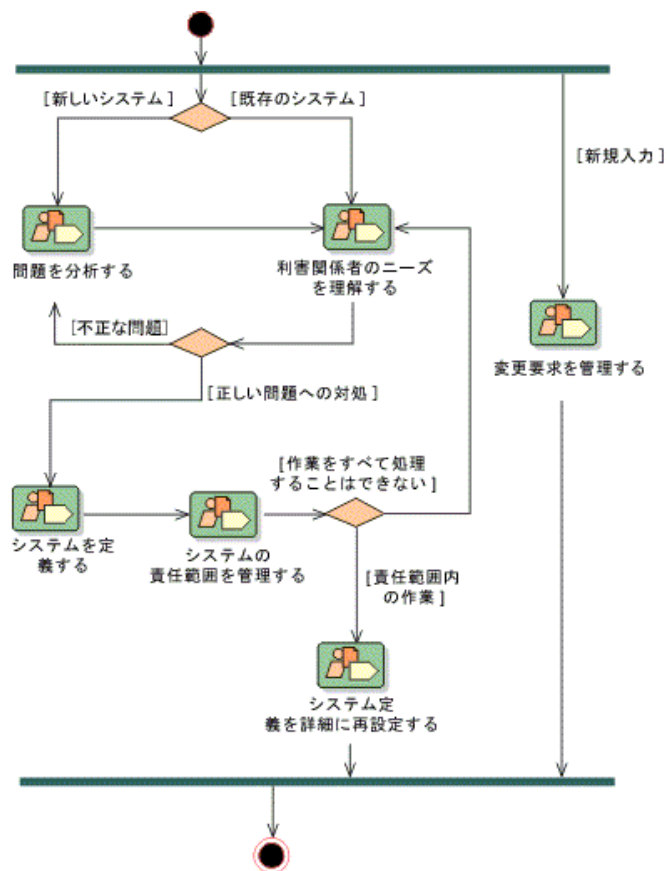 [新しいシステム]
[既存のシステム]
[新規入力]
問題を分析する
利害関係者のニーズ
を理解する
[不正な問題]
変更要求を管理する
[正しい問題への対処]
[作業をすべて処理
することはできない]
システムを定
義する
システムの
責任範囲を管理する
[責任範囲内
の作業]
システム定
義を詳細に再設定する